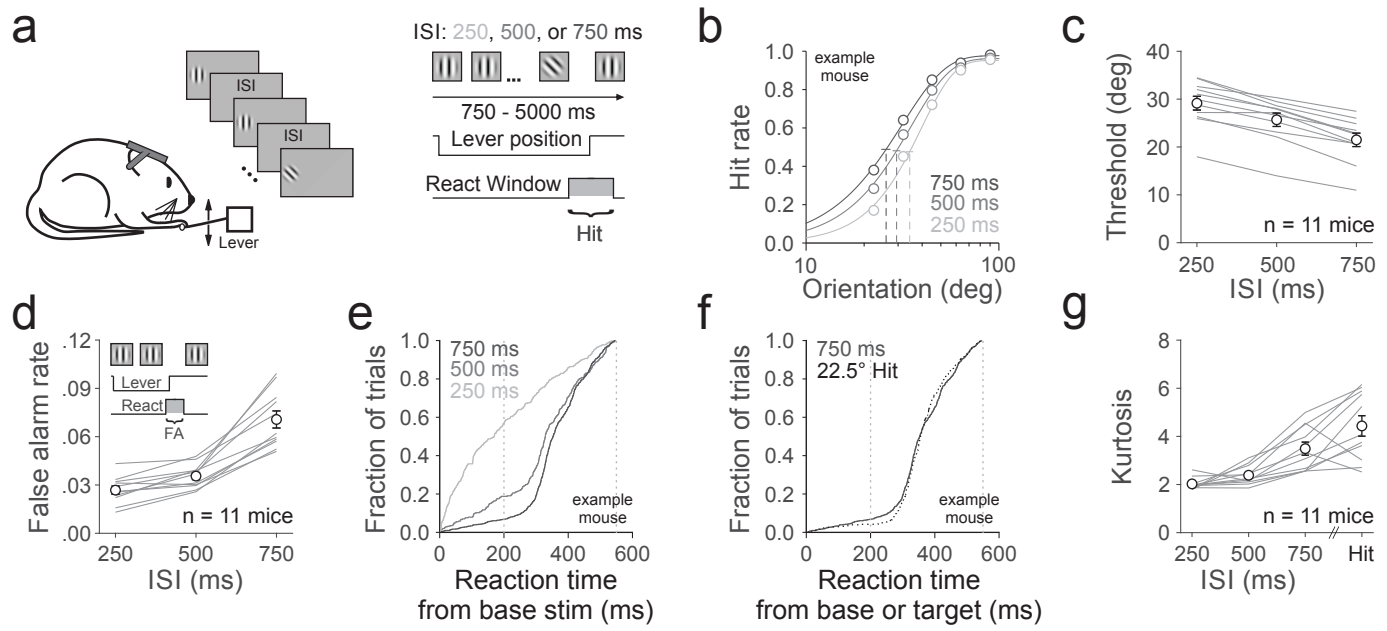 a
ISI: 250, 500, or 750 ms
ISI
ISI
Lever
...
750 - 5000 ms
Lever position
React Window
Hit
b
example
mouse
Hit rate
1.0
0.8
0.6
0.4
0.2
0.0
750 ms
500 ms
250 ms
10
100
Orientation (deg)
c
Threshold (deg)
40
30
20
10
0
n = 11 mice
250
500
750
ISI (ms)
d
False alarm rate
.12
.09
.06
.03
.00
Lever
React
FA
n = 11 mice
250
500
750
ISI (ms)
e
Fraction of trials
1.0
0.8
0.6
0.4
0.2
0.0
750 ms
500 ms
250 ms
example
mouse
0
200
400
600
Reaction time
from base stim (ms)
f
Fraction of trials
1.0
0.8
0.6
0.4
0.2
0.0
750 ms
22.5° Hit
example
mouse
0
200
400
600
Reaction time
from base or target (ms)
g
Kurtosis
8
6
4
2
0
n = 11 mice
250
500
750
//
Hit
ISI (ms)